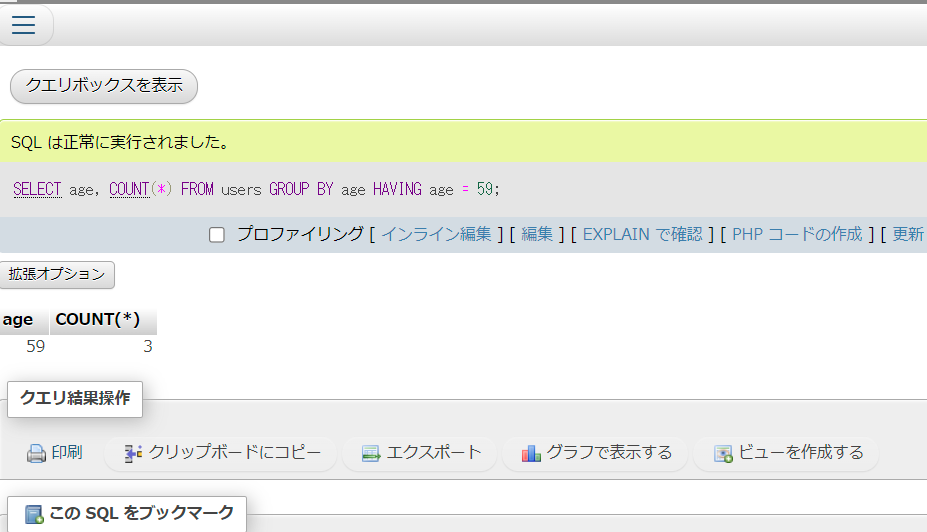 クエリボックスを表示
SQL は正常に実行されました。
SELECT age, COUNT(*) FROM users GROUP BY age HAVING age = 59;
プロファイリング [ インライン編集 ] [ 編集 ] [ EXPLAIN で確認 ] [ PHP コードの作成 ] [ 更新
拡張オプション
age COUNT(*)
59 3
クエリ結果操作
印刷 クリップボードにコピー エクスポート グラフで表示する ビューを作成する
この SQL をブックマーク